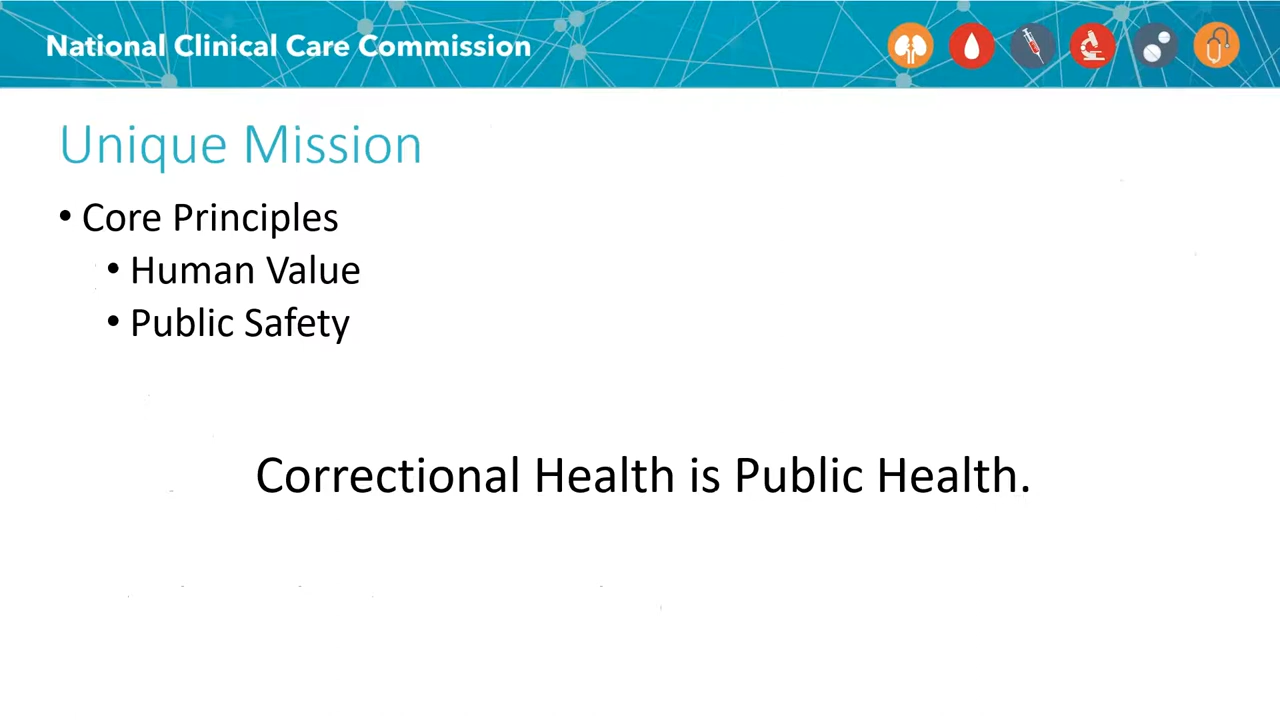 National Clinical Care Commission
Unique Mission
• Core Principles
• Human Value
• Public Safety
Correctional Health is Public Health.